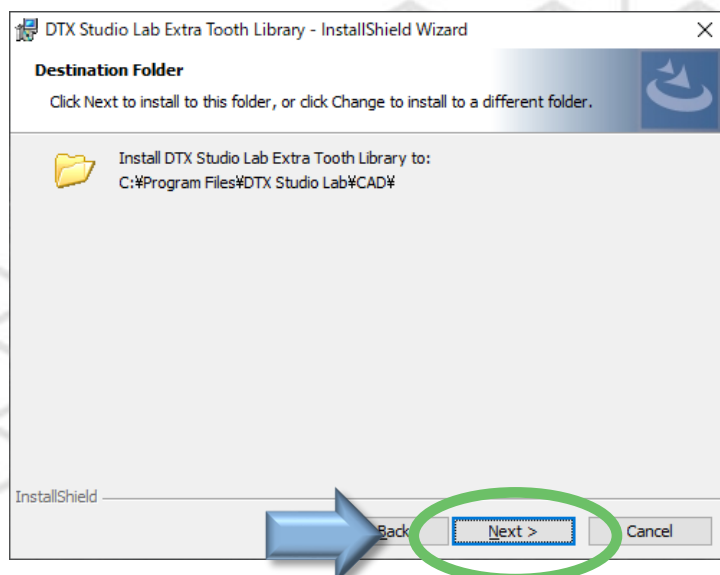 DTX Studio Lab Extra Tooth Library - InstallShield Wizard
Destination Folder
Click Next to install to this folder, or click Change to install to a different folder.
Install DTX Studio Lab Extra Tooth Library to:
C:¥Program Files¥DTX Studio Lab¥CAD¥
InstallShield
Back
Next >
Cancel